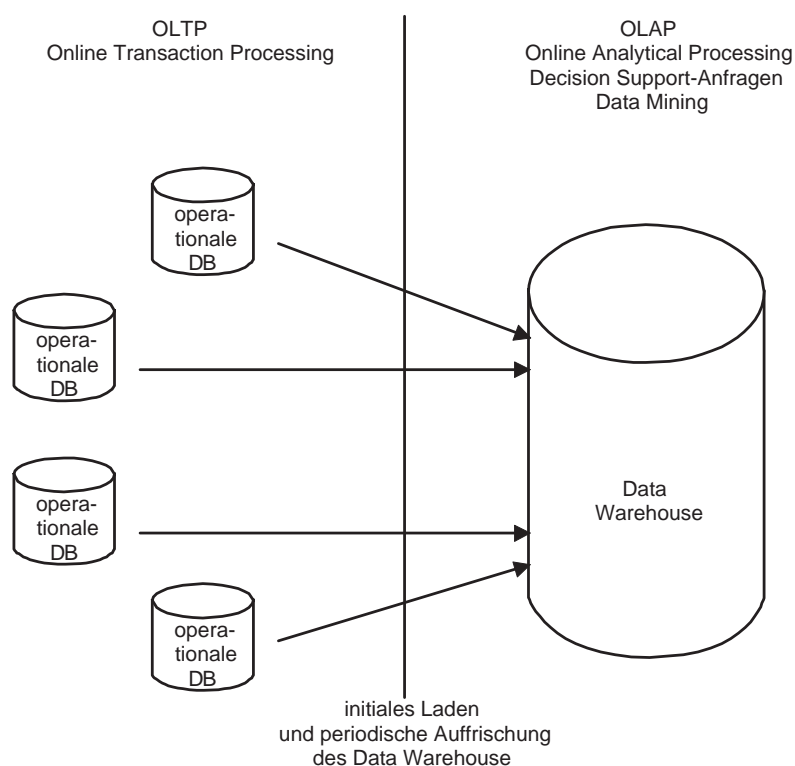 OLTP
Online Transaction Processing
OLAP
Online Analytical Processing
Decision Support-Anfragen
Data Mining
opera-
tionale
DB
opera-
tionale
DB
opera-
tionale
DB
opera-
tionale
DB
Data
Warehouse
initiales Laden
und periodische Auffrischung
des Data Warehouse